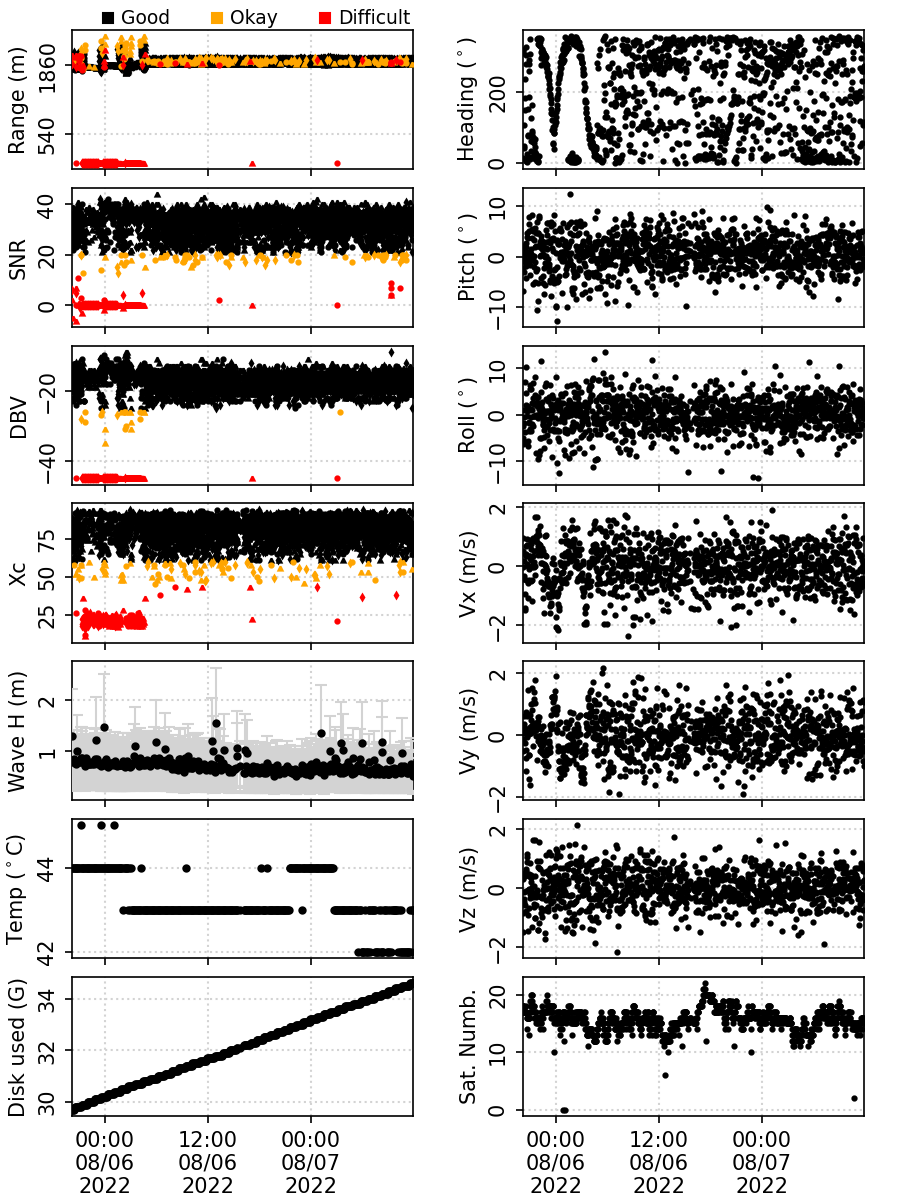 Good Okay Difficult
Range (m)
1860
540
Heading (°)
200
0
SNR
40
20
0
Pitch (°)
10
0
−10
DBV
−20
−40
Roll (°)
10
0
−10
Xc
75
50
25
Vx (m/s)
2
0
−2
Wave H (m)
2
1
Vy (m/s)
2
0
−2
Temp (°C)
44
43
42
Vz (m/s)
2
0
−2
Disk used (G)
34
32
30
Sat. Numb.
20
10
0
00:00 12:00 00:00
08/06 08/06 08/07
2022 2022 2022
00:00 12:00 00:00
08/06 08/06 08/07
2022 2022 2022